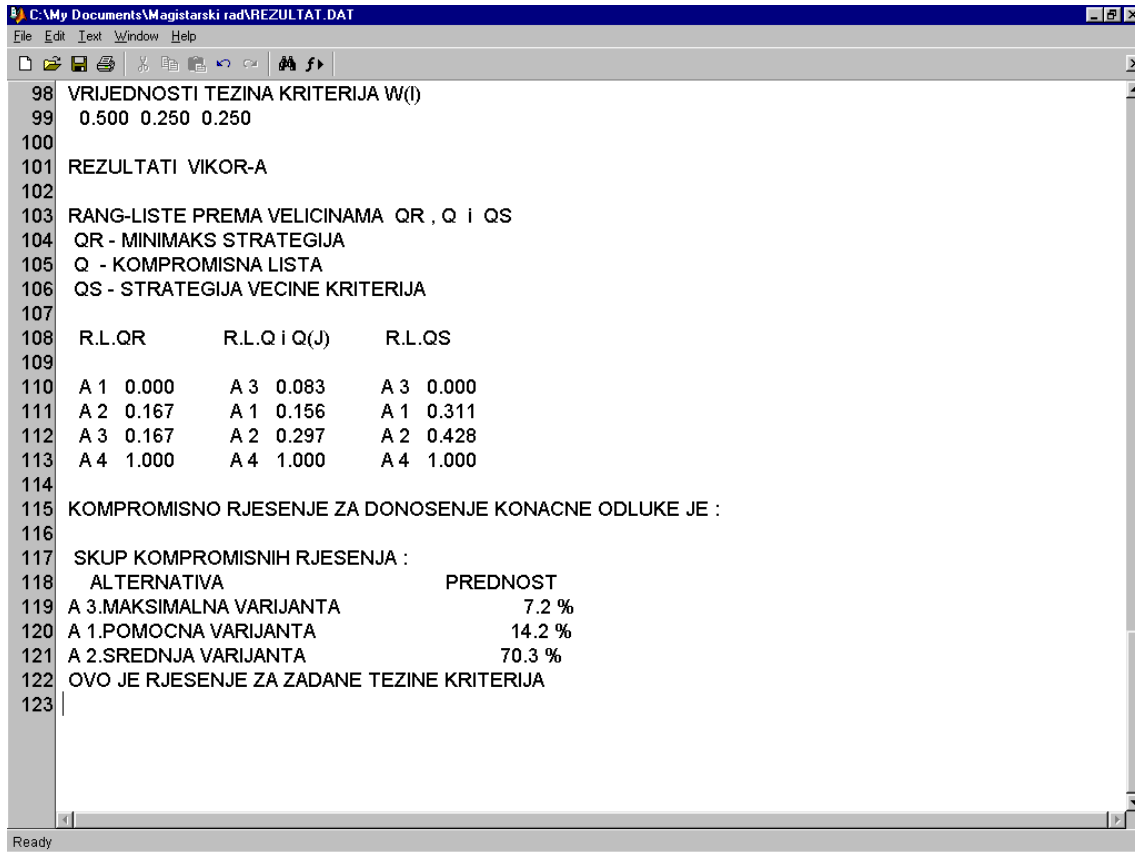 C:\My Documents\Magistarski rad\REZULTAT.DAT
File Edit Text Window Help
98 VRIJEDNOSTI TEZINA KRITERIJA W(I)
99 0.500 0.250 0.250
100
101 REZULTATI VIKOR-A
102
103 RANG-LISTE PREMA VELICINAMA QR , Q i QS
104 QR - MINIMAKS STRATEGIJA
105 Q - KOMPROMISNA LISTA
106 QS - STRATEGIJA VECINE KRITERIJA
107
108 R.L.QR R.L.Q i Q(J) R.L.QS
109
110 A 1 0.000 A 3 0.083 A 3 0.000
111 A 2 0.167 A 1 0.156 A 1 0.311
112 A 3 0.167 A 2 0.297 A 2 0.428
113 A 4 1.000 A 4 1.000 A 4 1.000
114
115 KOMPROMISNO RJESENJE ZA DONOSENJE KONACNE ODLUKE JE :
116
117 SKUP KOMPROMISNIH RJESENJA :
118 ALTERNATIVA PREDNOST
119 A 3.MAKSIMALNA VARIJANTA 7.2 %
120 A 1.POMOCNA VARIJANTA 14.2 %
121 A 2.SREDNJA VARIJANTA 70.3 %
122 OVO JE RJESENJE ZA ZADANE TEZINE KRITERIJA
123
Ready